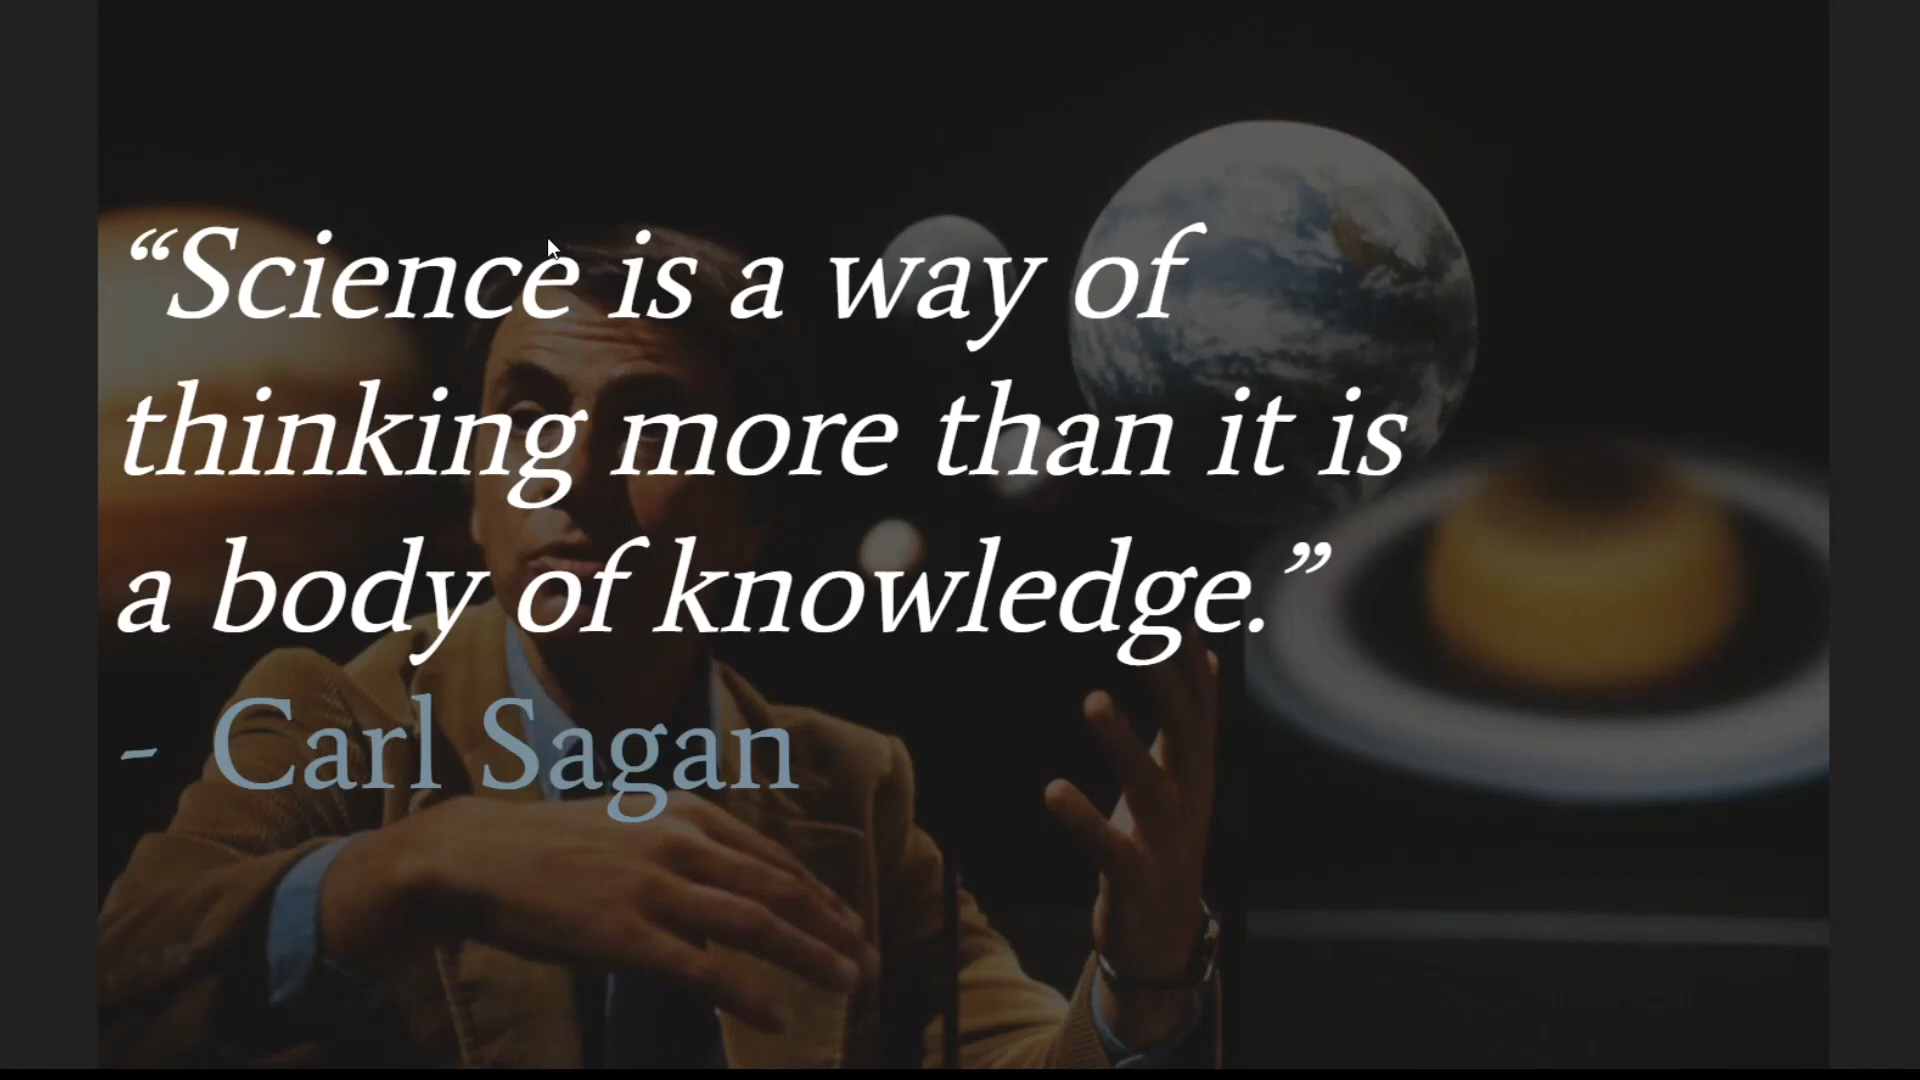 “Science is a way of
thinking more than it is
a body of knowledge.”
- Carl Sagan